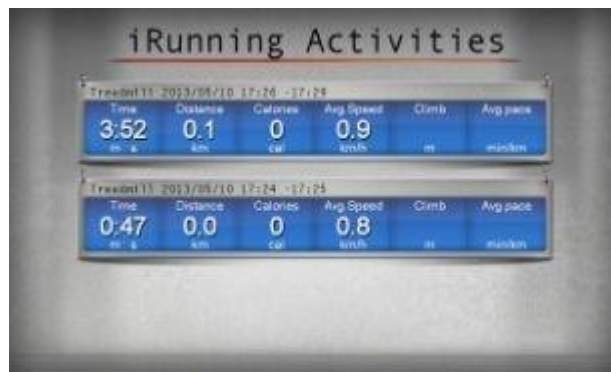 iRunning Activities
Treadmill 2013/05/10 17:26 -17:29
Time Distance Calories Avg.Speed Climb Avg.pace
3:52 0.1 0 0.9
m s km cal km/h m min/km
Treadmill 2013/05/10 17:24 -17:25
Time Distance Calories Avg.Speed Climb Avg.pace
0:47 0.0 0 0.8
m s km cal km/h m min/km